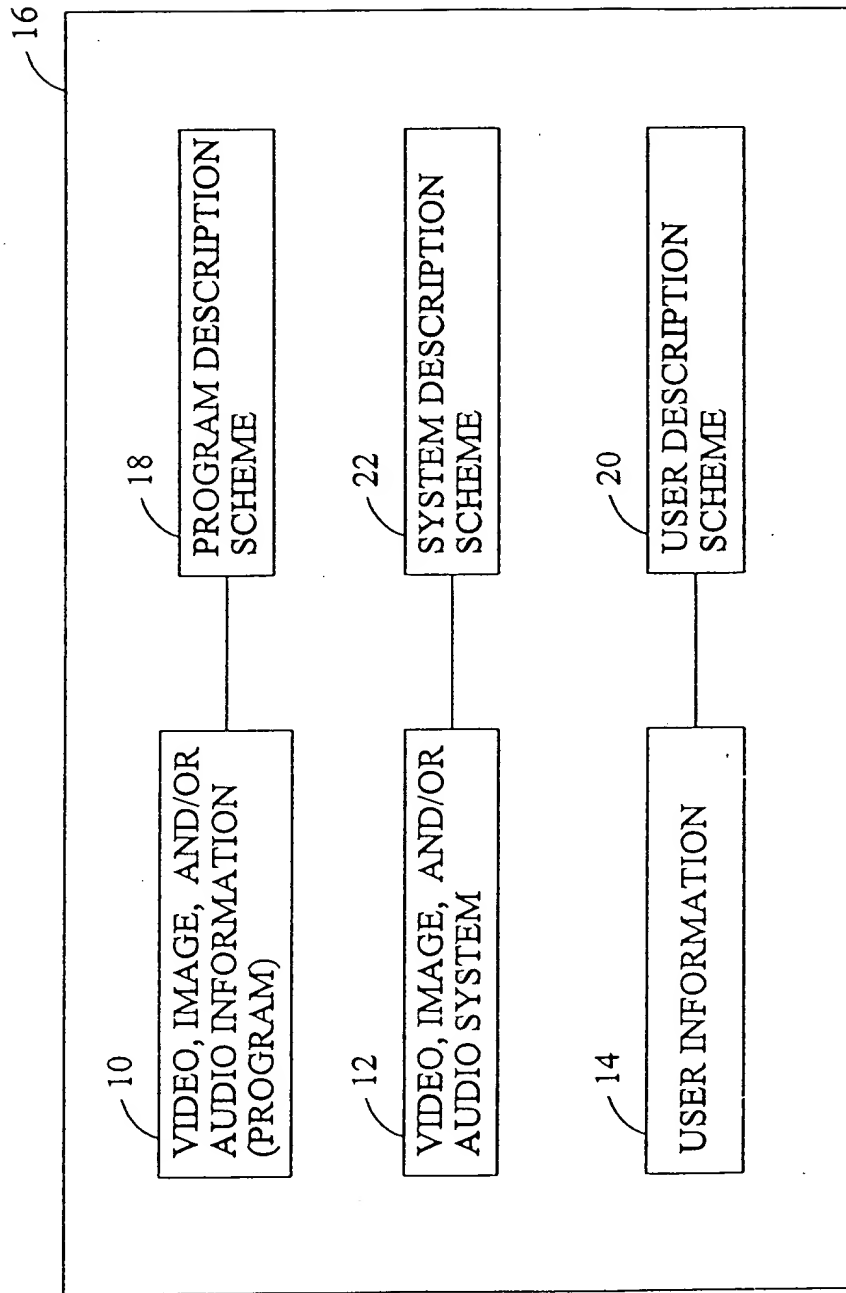 16
10
VIDEO, IMAGE, AND/OR
AUDIO INFORMATION
(PROGRAM)
18
PROGRAM DESCRIPTION
SCHEME
12
VIDEO, IMAGE, AND/OR
AUDIO SYSTEM
22
SYSTEM DESCRIPTION
SCHEME
14
USER INFORMATION
20
USER DESCRIPTION
SCHEME